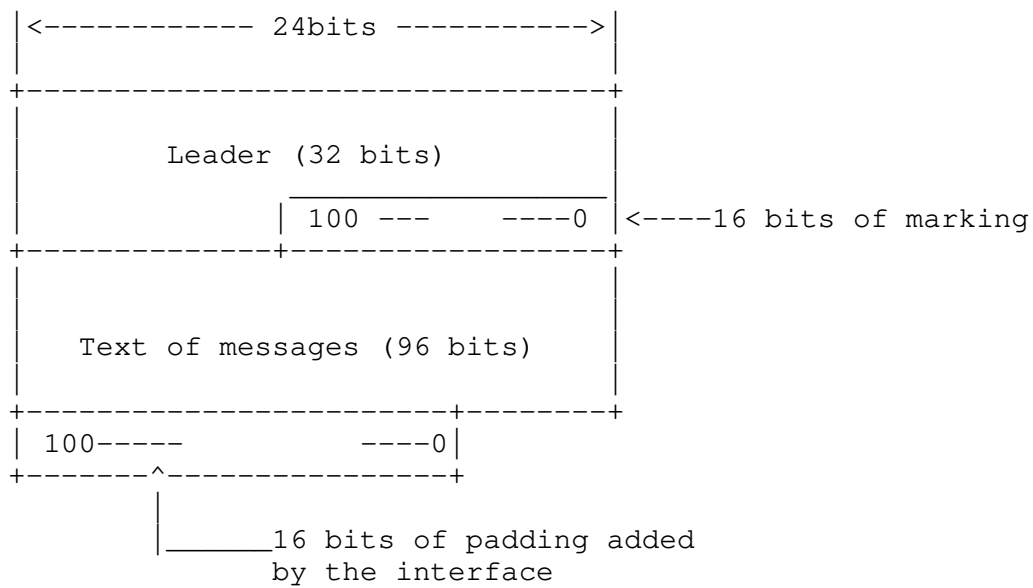 |<------------ 24bits ----------->|
Leader (32 bits)
| 100 ---     ----0 |<----16 bits of marking
Text of messages (96 bits)
| 100-----          ----0|
16 bits of padding added
by the interface